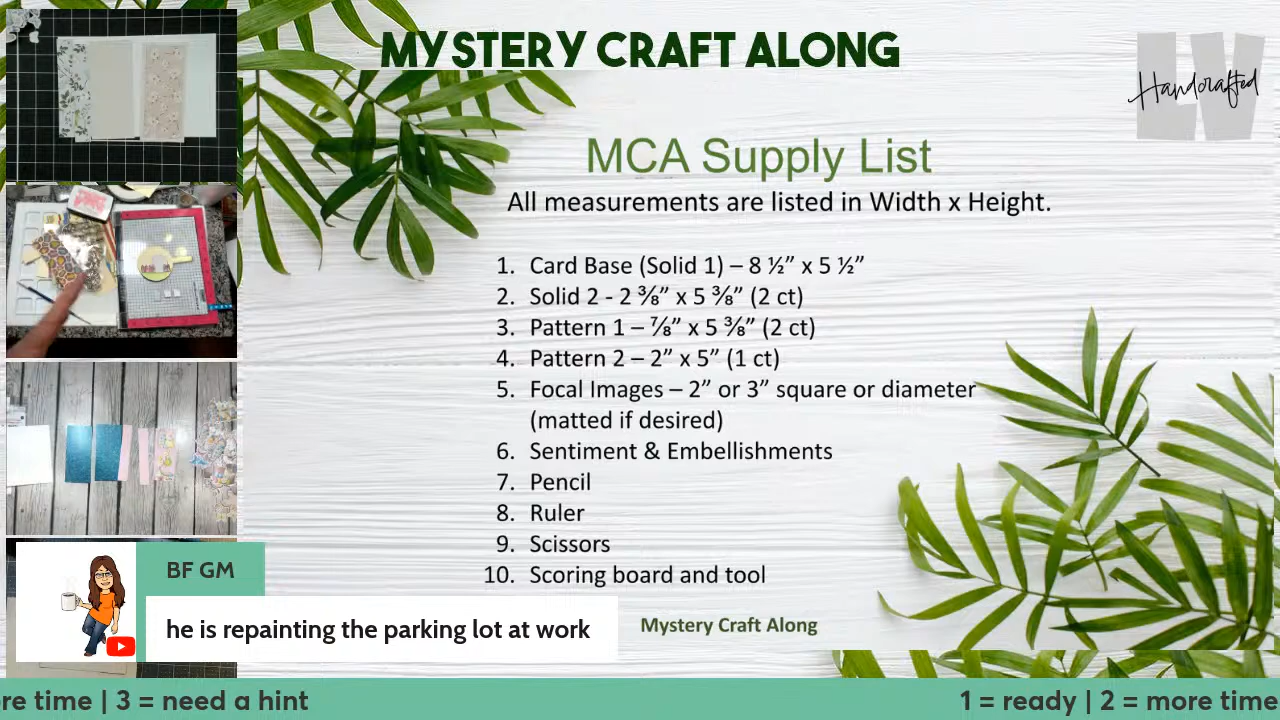 MYSTERY CRAFT ALONG
Handcrafted
MCA Supply List
All measurements are listed in Width x Height.
1. Card Base (Solid 1) – 8 ½” x 5 ½”
2. Solid 2 - 2 ⅜” x 5 ⅜” (2 ct)
3. Pattern 1 – ⅞” x 5 ⅜” (2 ct)
4. Pattern 2 – 2” x 5” (1 ct)
5. Focal Images – 2” or 3” square or diameter
(matted if desired)
6. Sentiment & Embellishments
7. Pencil
8. Ruler
9. Scissors
10. Scoring board and tool
BF GM
he is repainting the parking lot at work
Mystery Craft Along
re time | 3 = need a hint
1 = ready | 2 = more time